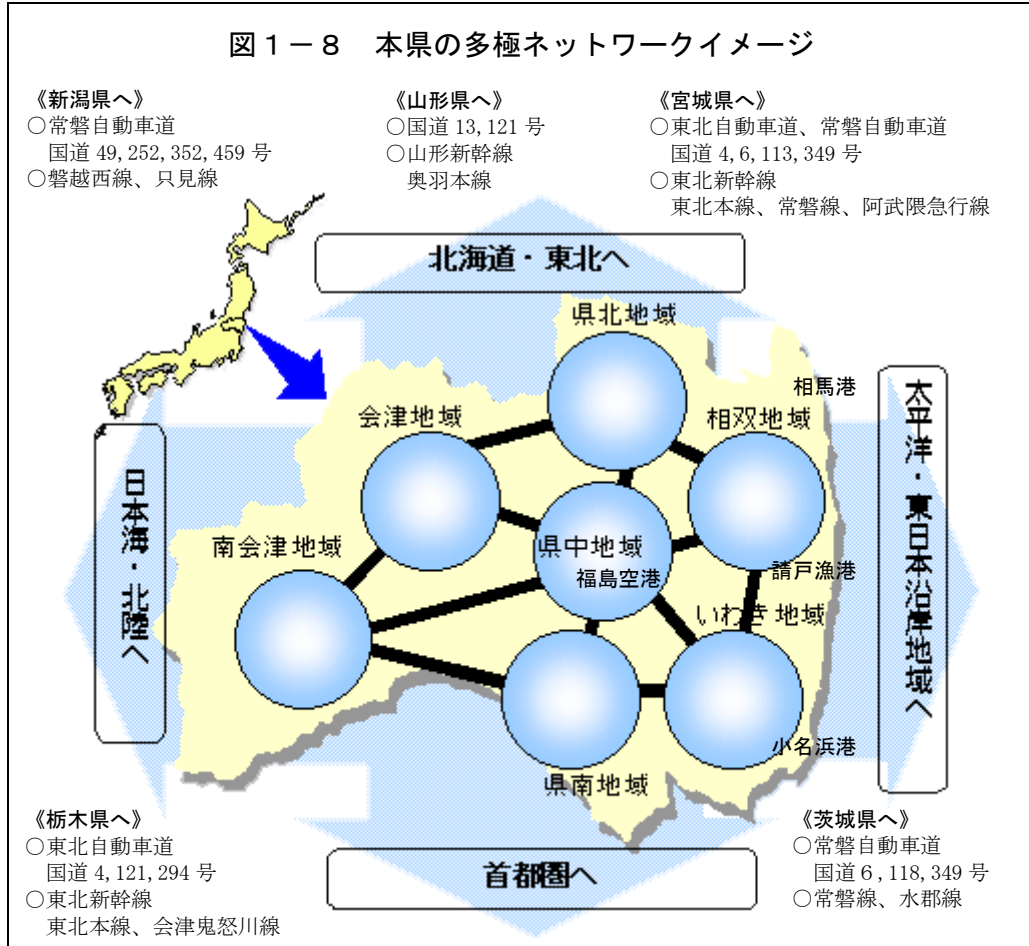 図1-8 本県の多極ネットワークイメージ
《新潟県へ》
○常磐自動車道
国道 49,252,352,459 号
○磐越西線、只見線
《山形県へ》
○国道 13,121 号
○山形新幹線
奥羽本線
《宮城県へ》
○東北自動車道、常磐自動車道
国道 4,6,113,349 号
○東北新幹線
東北本線、常磐線、阿武隈急行線
北海道・東北へ
県北地域
相馬港
会津地域
相双地域
太平洋・東日本沿岸地域へ
日本海・北陸へ
南会津地域
県中地域
福島空港
請戸漁港
いわき地域
小名浜港
県南地域
《栃木県へ》
○東北自動車道
国道 4,121,294 号
○東北新幹線
東北本線、会津鬼怒川線
首都圏へ
《茨城県へ》
○常磐自動車道
国道6,118,349 号
○常磐線、水郡線